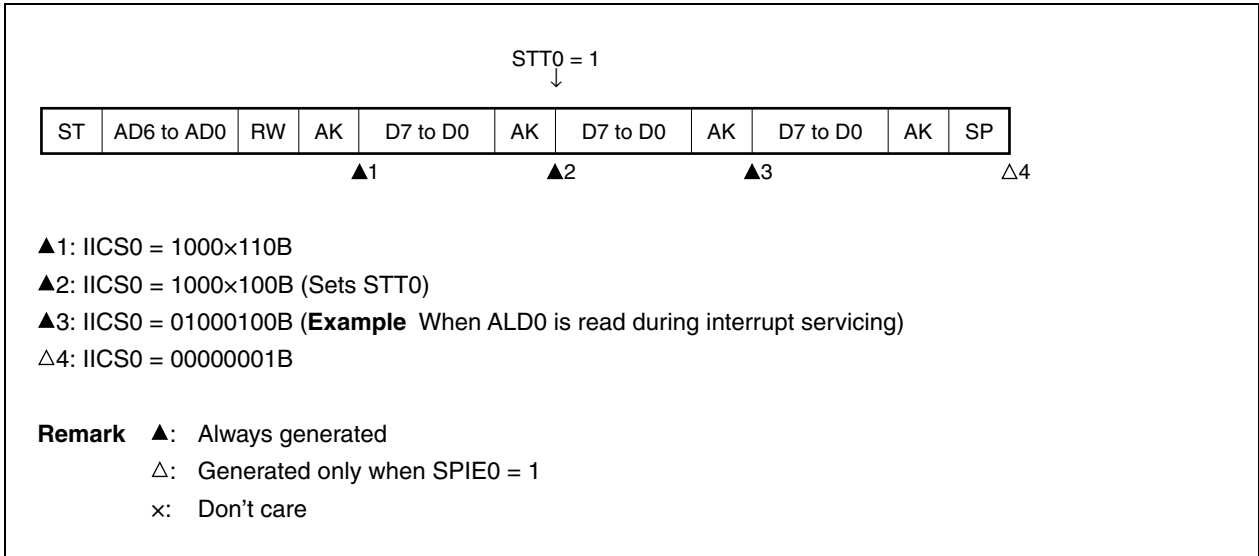 STT0 = 1
↓
ST AD6 to AD0 RW AK D7 to D0 AK D7 to D0 AK D7 to D0 AK SP
▲1 ▲2 ▲3 △4
▲1: IICS0 = 1000×110B
▲2: IICS0 = 1000×100B (Sets STT0)
▲3: IICS0 = 01000100B (Example When ALD0 is read during interrupt servicing)
△4: IICS0 = 00000001B
Remark ▲: Always generated
△: Generated only when SPIE0 = 1
×: Don't care